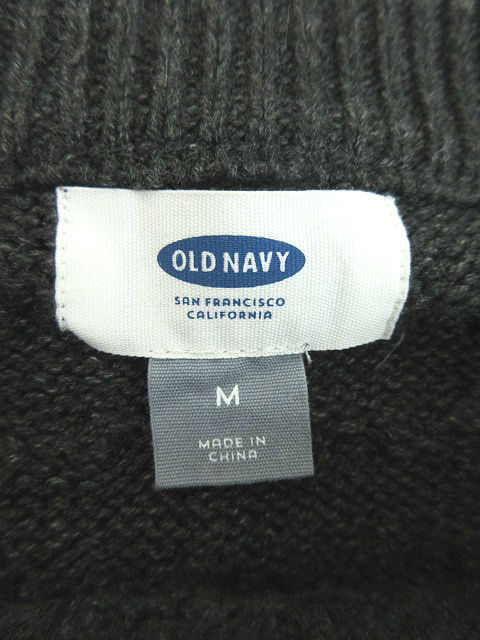 OLD NAVY
SAN FRANCISCO
CALIFORNIA
M
MADE IN
CHINA